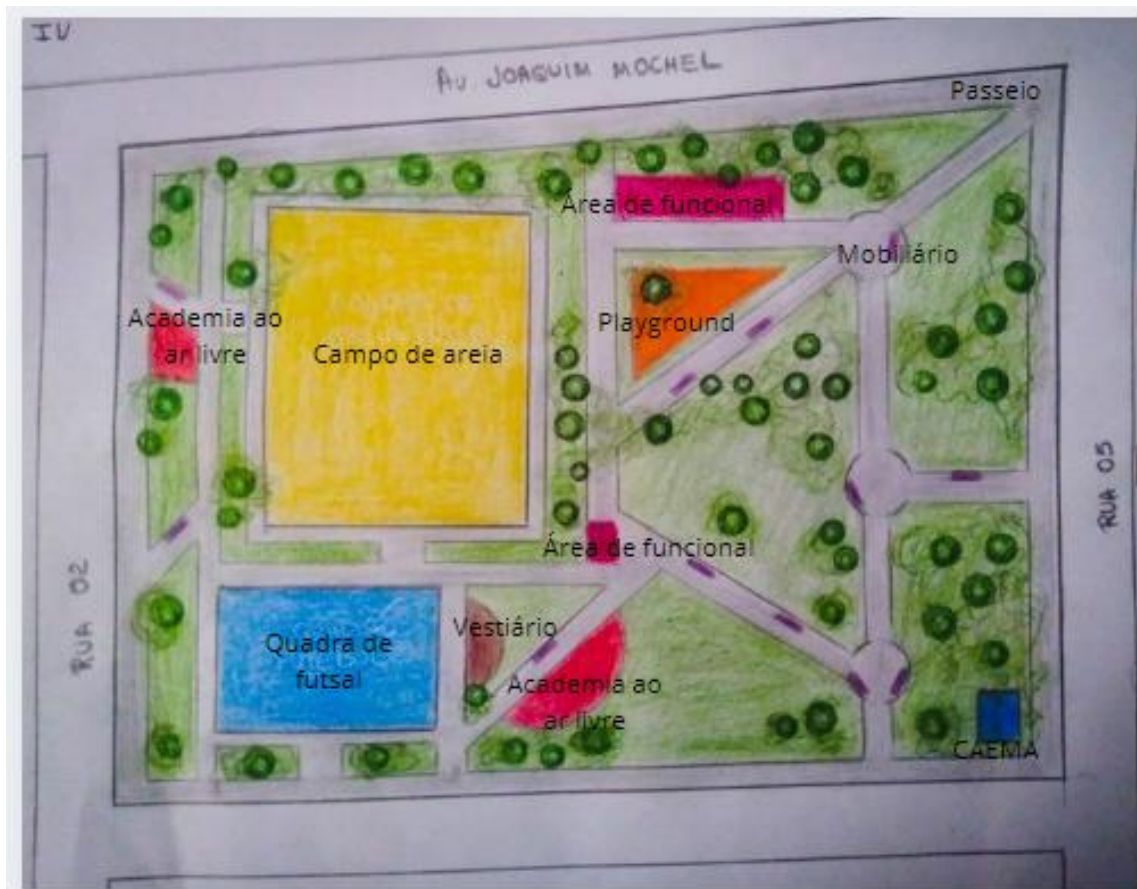 IV
AV JOAQUIM MOCHEL
Passeio
Área de funcional
Mobiliário
Academia ao
ar livre
Playground
Campo de areia
RUA 05
Área de funcional
RUA 02
Vestiário
Quadra de
futsal
Academia ao
ar livre
CAEMA